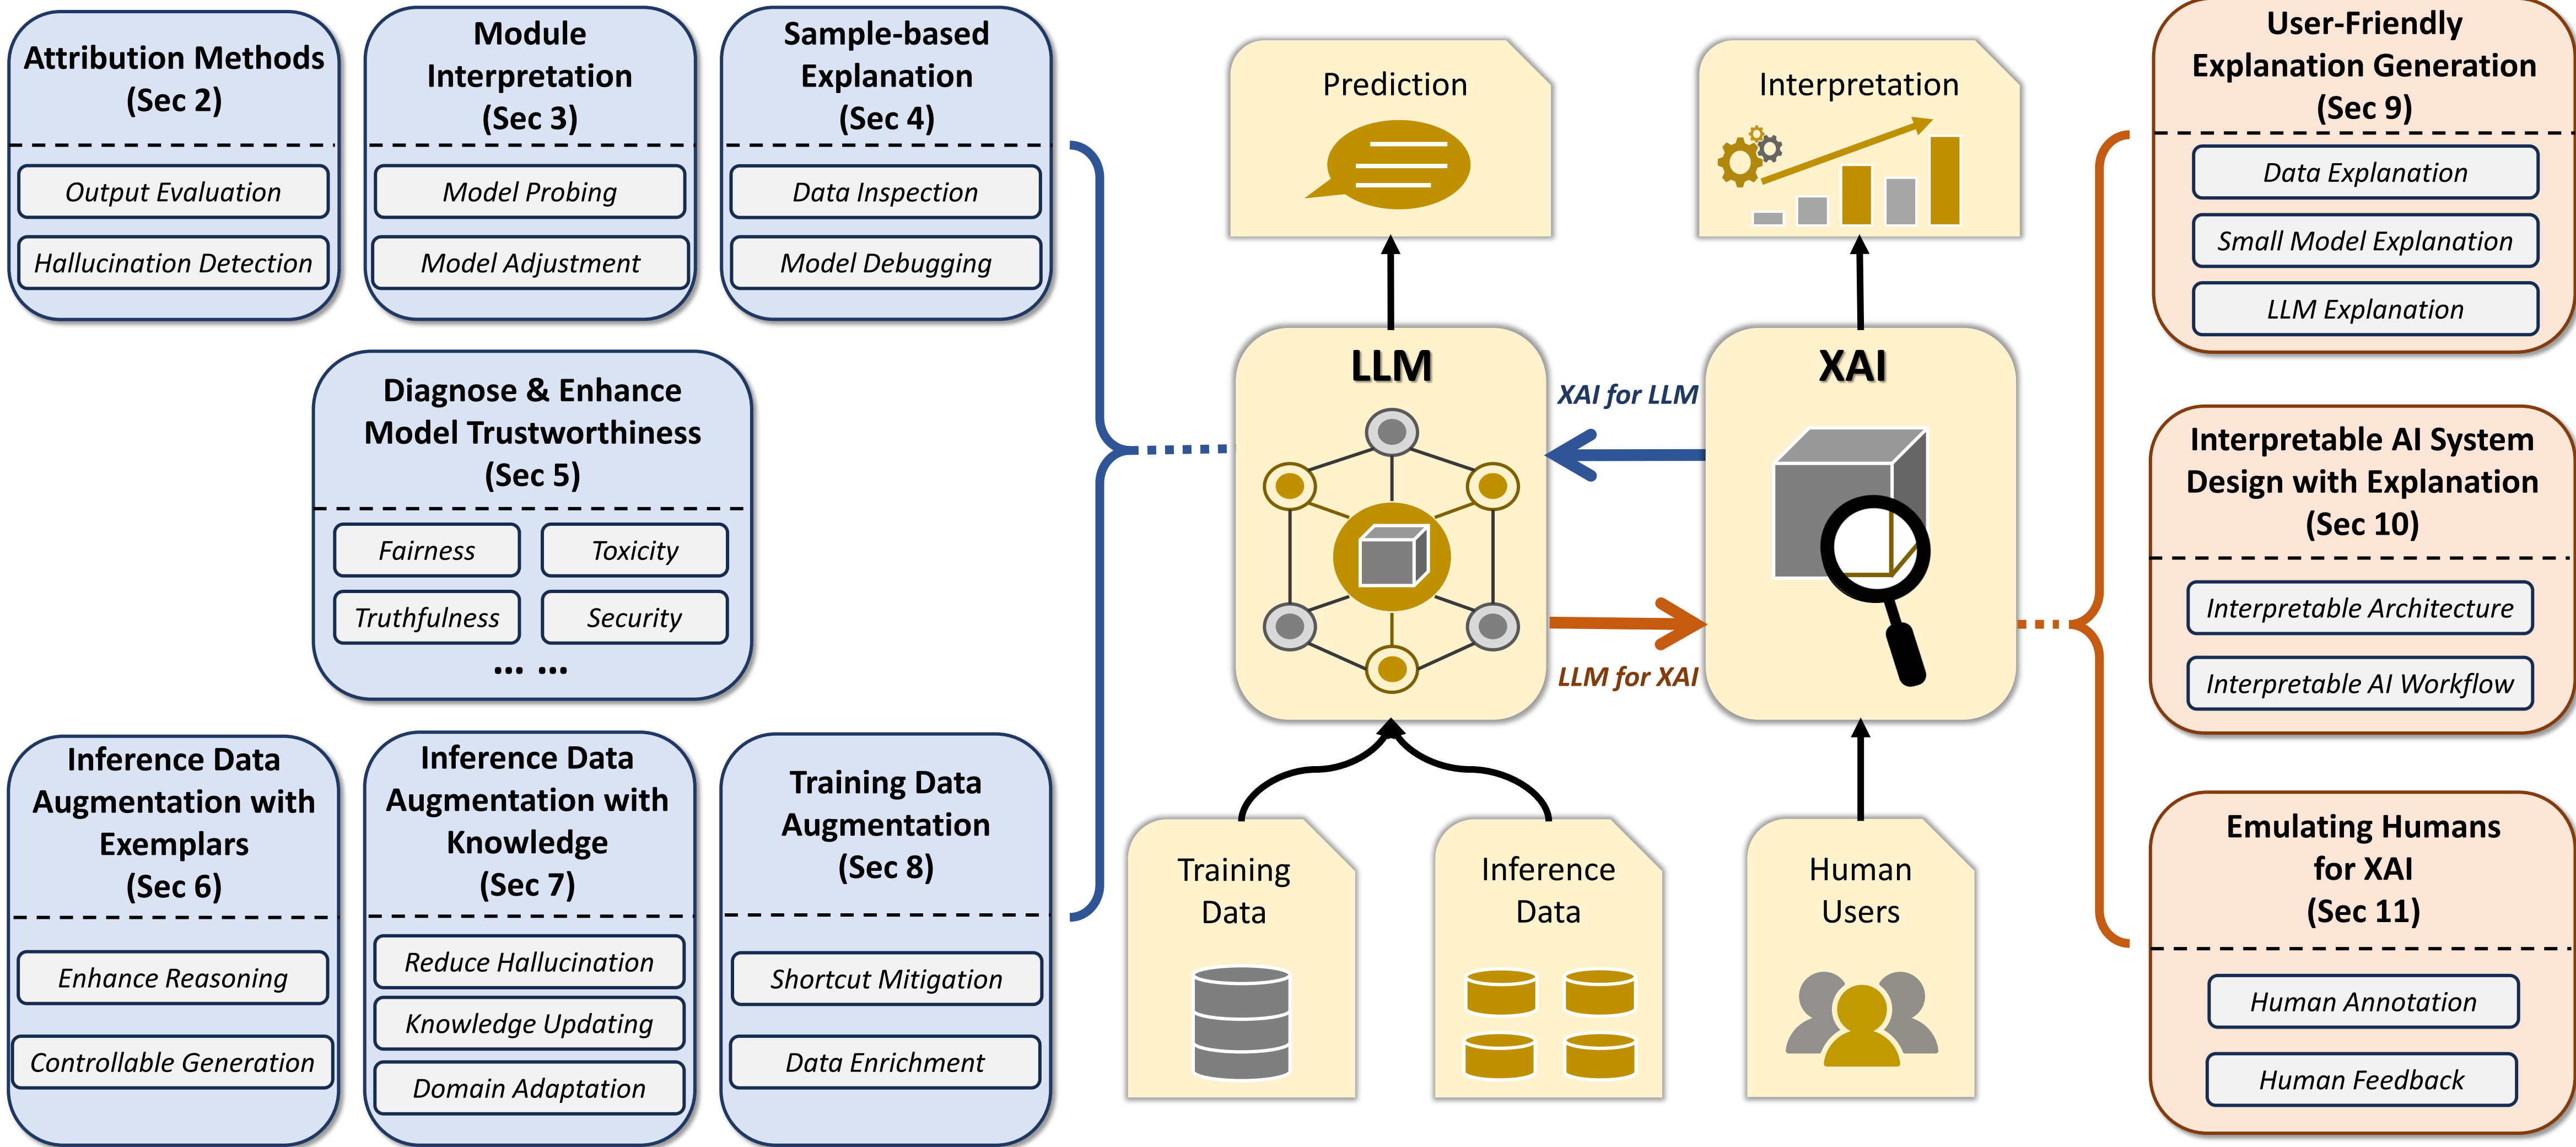 Attribution Methods
(Sec 2)
Output Evaluation
Hallucination Detection
Module
Interpretation
(Sec 3)
Model Probing
Model Adjustment
Sample-based
Explanation
(Sec 4)
Data Inspection
Model Debugging
Diagnose & Enhance
Model Trustworthiness
(Sec 5)
Fairness
Toxicity
Truthfulness
Security
... ...
Inference Data
Augmentation with
Exemplars
(Sec 6)
Enhance Reasoning
Controllable Generation
Inference Data
Augmentation with
Knowledge
(Sec 7)
Reduce Hallucination
Knowledge Updating
Domain Adaptation
Training Data
Augmentation
(Sec 8)
Shortcut Mitigation
Data Enrichment
Prediction
Interpretation
LLM
XAI for LLM
XAI
LLM for XAI
Training
Data
Inference
Data
Human
Users
User-Friendly
Explanation Generation
(Sec 9)
Data Explanation
Small Model Explanation
LLM Explanation
Interpretable AI System
Design with Explanation
(Sec 10)
Interpretable Architecture
Interpretable AI Workflow
Emulating Humans
for XAI
(Sec 11)
Human Annotation
Human Feedback